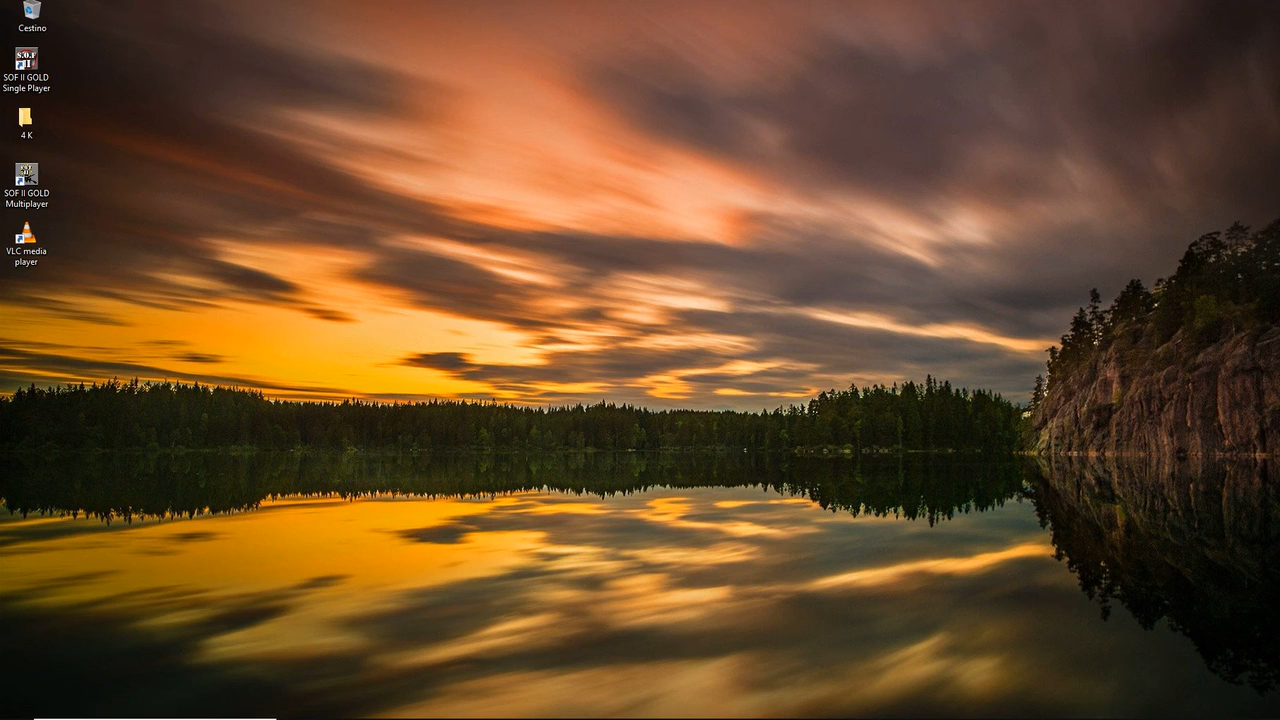 Cestino
S.O.F
II
SOF II GOLD
Single Player
4 K
SOF II GOLD
Multiplayer
VLC media
player